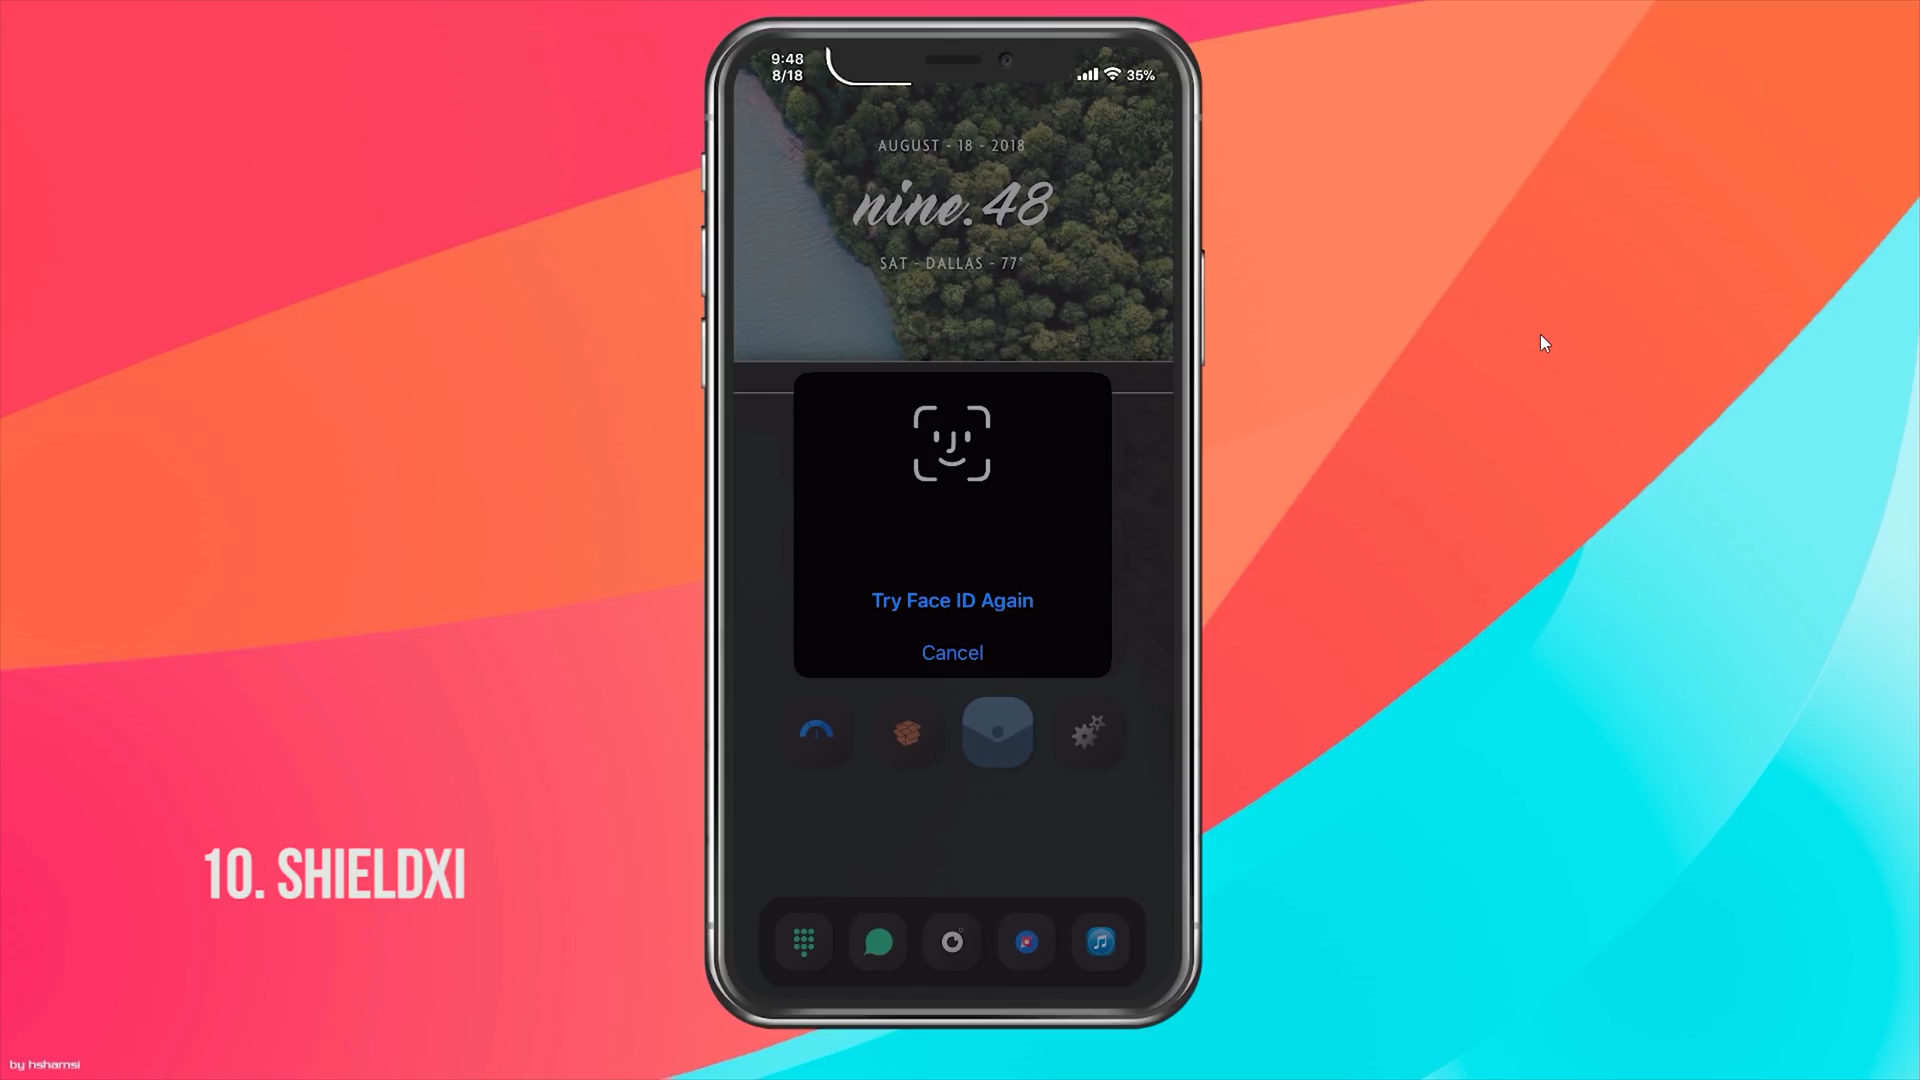 9:48
8/18
35%
AUGUST - 18 - 2018
nine.48
SAT - DALLAS - 77°
Try Face ID Again
Cancel
10. SHIELDXI
by hshamsi